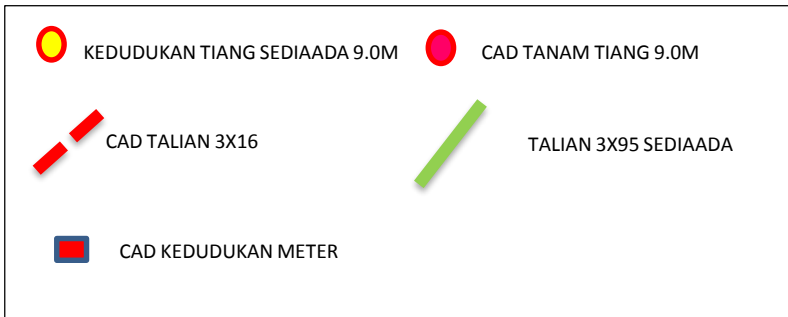 KEDUDUKAN TIANG SEDIAADA 9.0M
CAD TANAM TIANG 9.0M
CAD TALIAN 3X16
TALIAN 3X95 SEDIAADA
CAD KEDUDUKAN METER